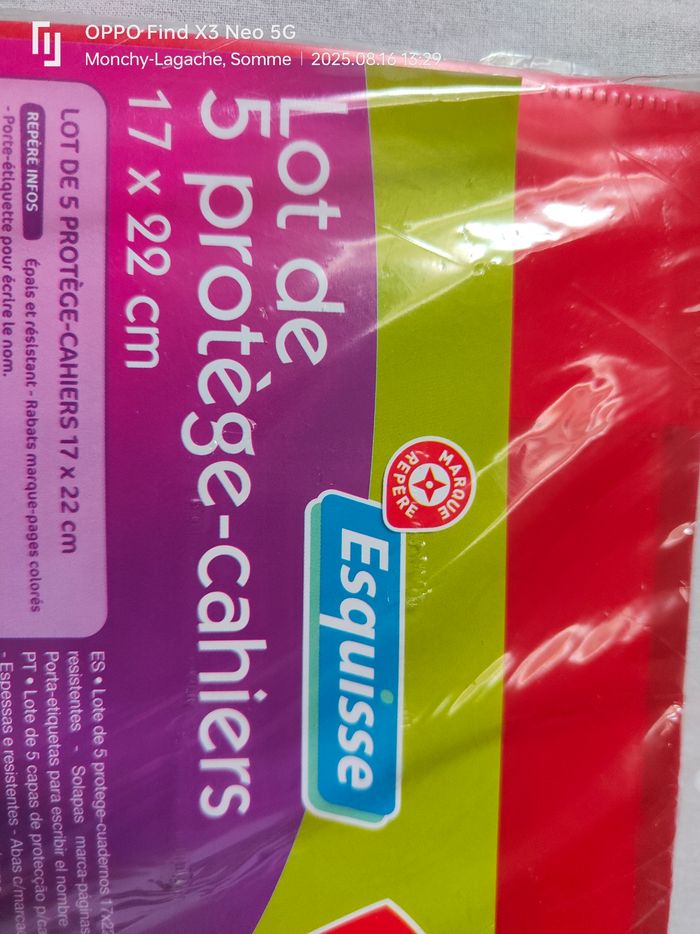 OPPO Find X3 Neo 5G
Monchy-Lagache, Somme | 2025.08.16 13:29
MARQUE
REPÈRE
Esquisse
Lot de
5 protège-cahiers
17 x 22 cm
LOT DE 5 PROTÈGE-CAHIERS 17 x 22 cm
REPÈRE INFOS
Épais et résistant - Rabats marque-pages colorés
- Porte-étiquette pour écrire le nom.
ES • Lote de 5 protege-cuadernos
resistentes - Solapas marca-paginas
Porta-etiquetas para escribir el nombre
PT • Lote de 5 capas de protecção
- Espessas e resistentes - Abas